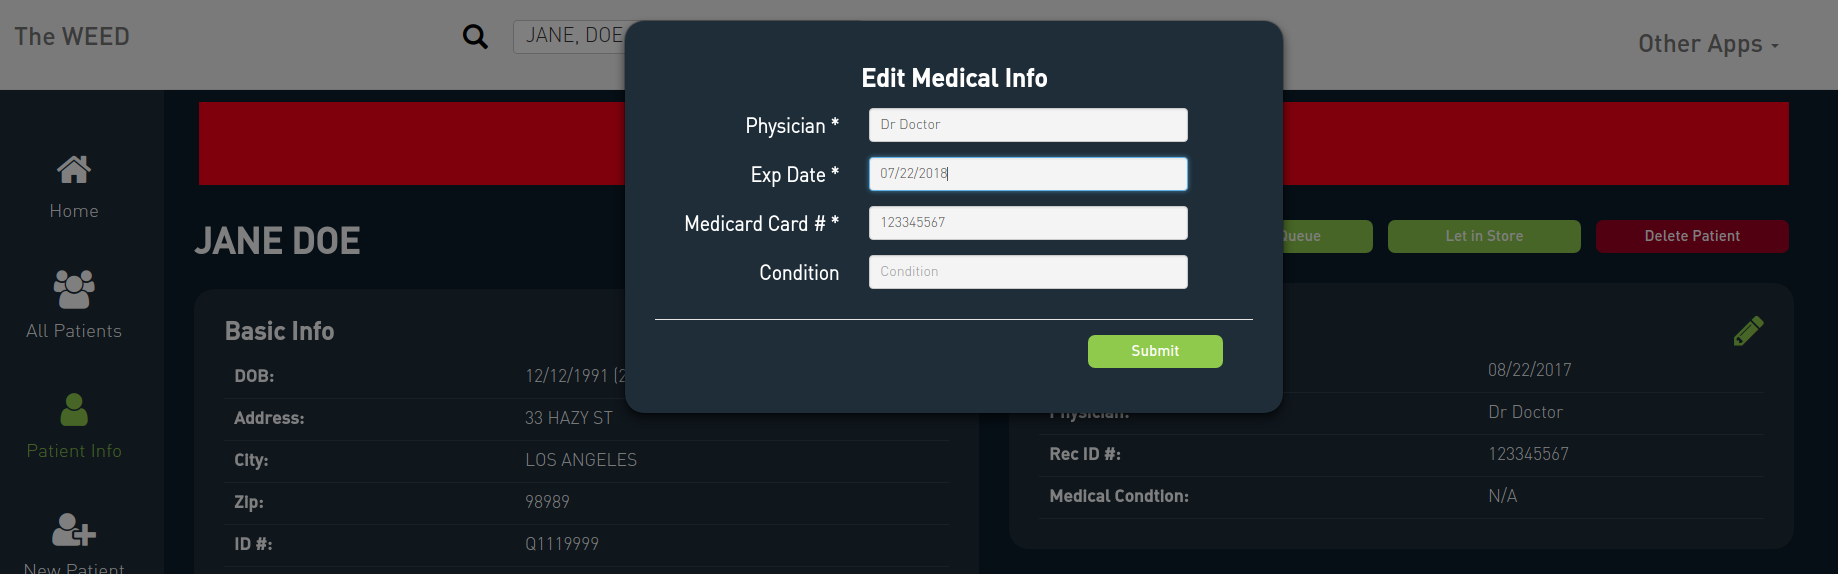 The WEED
JANE, DOE
Other Apps
Edit Medical Info
Physician * Dr Doctor
Exp Date * 07/22/2018
Medicard Card # * 123345567
Condition Condition
Submit
Home
All Patients
Patient Info
New Patient
JANE DOE
Queue
Let in Store
Delete Patient
Basic Info
DOB: 12/12/1991 (2
Address: 33 HAZY ST
City: LOS ANGELES
Zip: 98989
ID #: Q1119999
08/22/2017
Physician: Dr Doctor
Rec ID #: 123345567
Medical Condtion: N/A